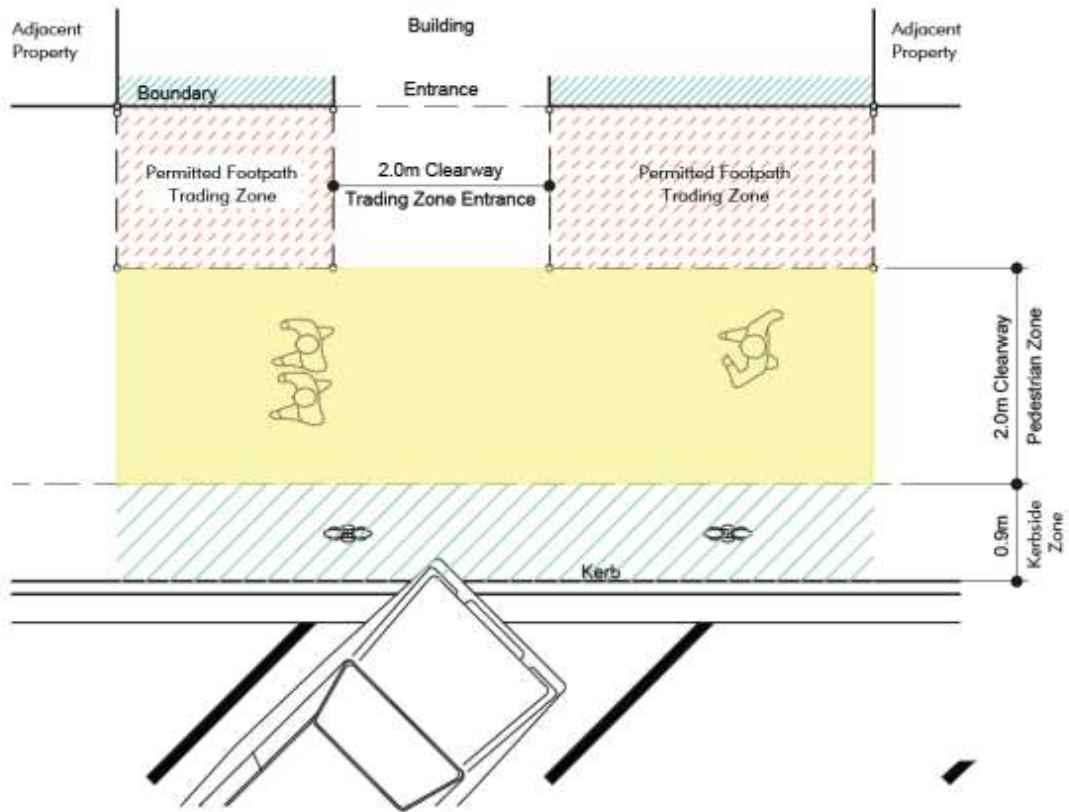 Adjacent
Property
Building
Adjacent
Property
Boundary
Entrance
Permitted Footpath
Trading Zone
2.0m Clearway
Trading Zone Entrance
Permitted Footpath
Trading Zone
2.0m Clearway
Pedestrian Zone
0.9m
Kerbside
Zone
Kerb